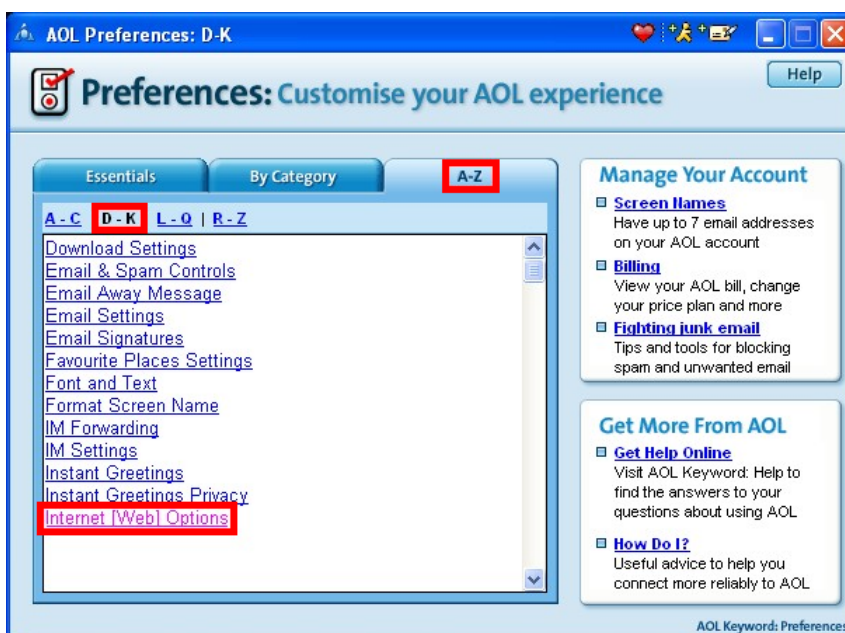 AOL Preferences: D-K
Help
Preferences: Customise your AOL experience
Essentials By Category A-Z
A - C D - K L - Q | R - Z
Download Settings
Email & Spam Controls
Email Away Message
Email Settings
Email Signatures
Favourite Places Settings
Font and Text
Format Screen Name
IM Forwarding
IM Settings
Instant Greetings
Instant Greetings Privacy
Internet [Web] Options
Manage Your Account
Screen Names
Have up to 7 email addresses
on your AOL account
Billing
View your AOL bill, change
your price plan and more
Fighting junk email
Tips and tools for blocking
spam and unwanted email
Get More From AOL
Get Help Online
Visit AOL Keyword: Help to
find the answers to your
questions about using AOL
How Do I?
Useful advice to help you
connect more reliably to AOL
AOL Keyword: Preferences